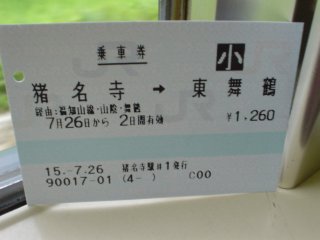 乗車券
小
猪名寺 → 東舞鶴
経由:福知山線・山陰・舞鶴
7月26日から 2日間有効 ¥1,260
15.-7.26 猪名寺駅F1発行
90017-01 (4- ) C00